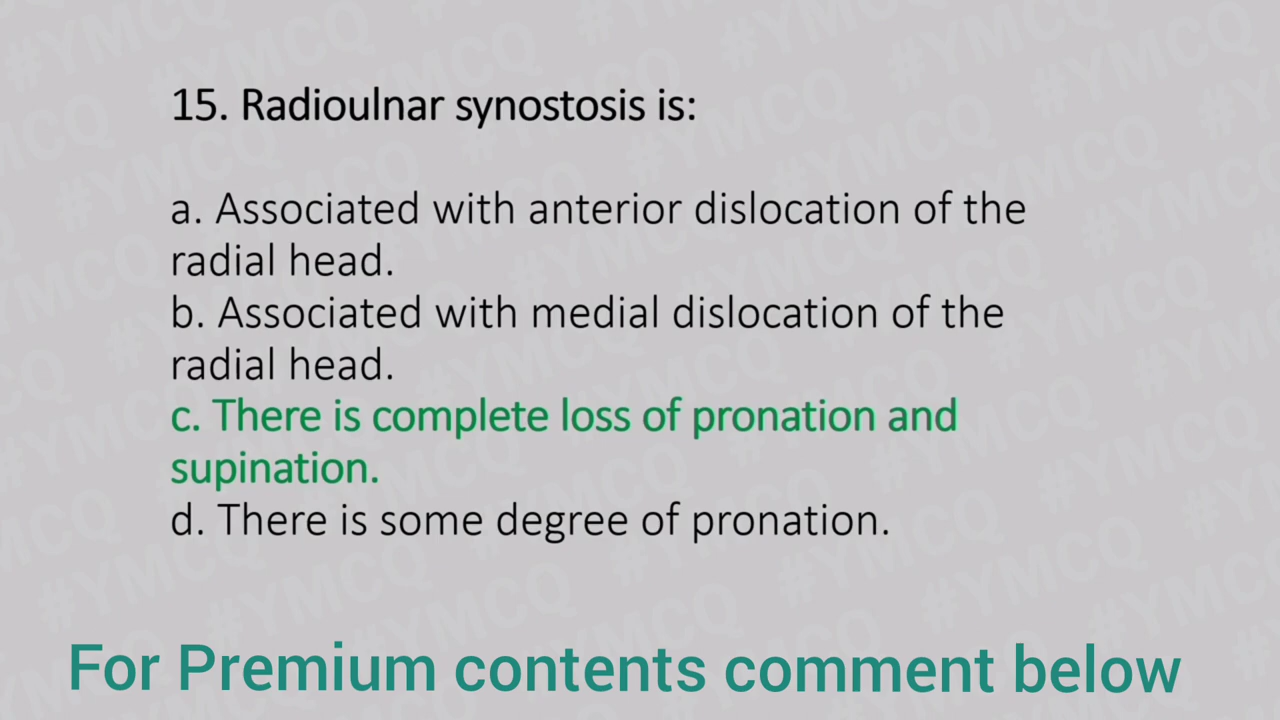 15. Radioulnar synostosis is:
a. Associated with anterior dislocation of the
radial head.
b. Associated with medial dislocation of the
radial head.
c. There is complete loss of pronation and
supination.
d. There is some degree of pronation.
For Premium contents comment below
#YMCQ